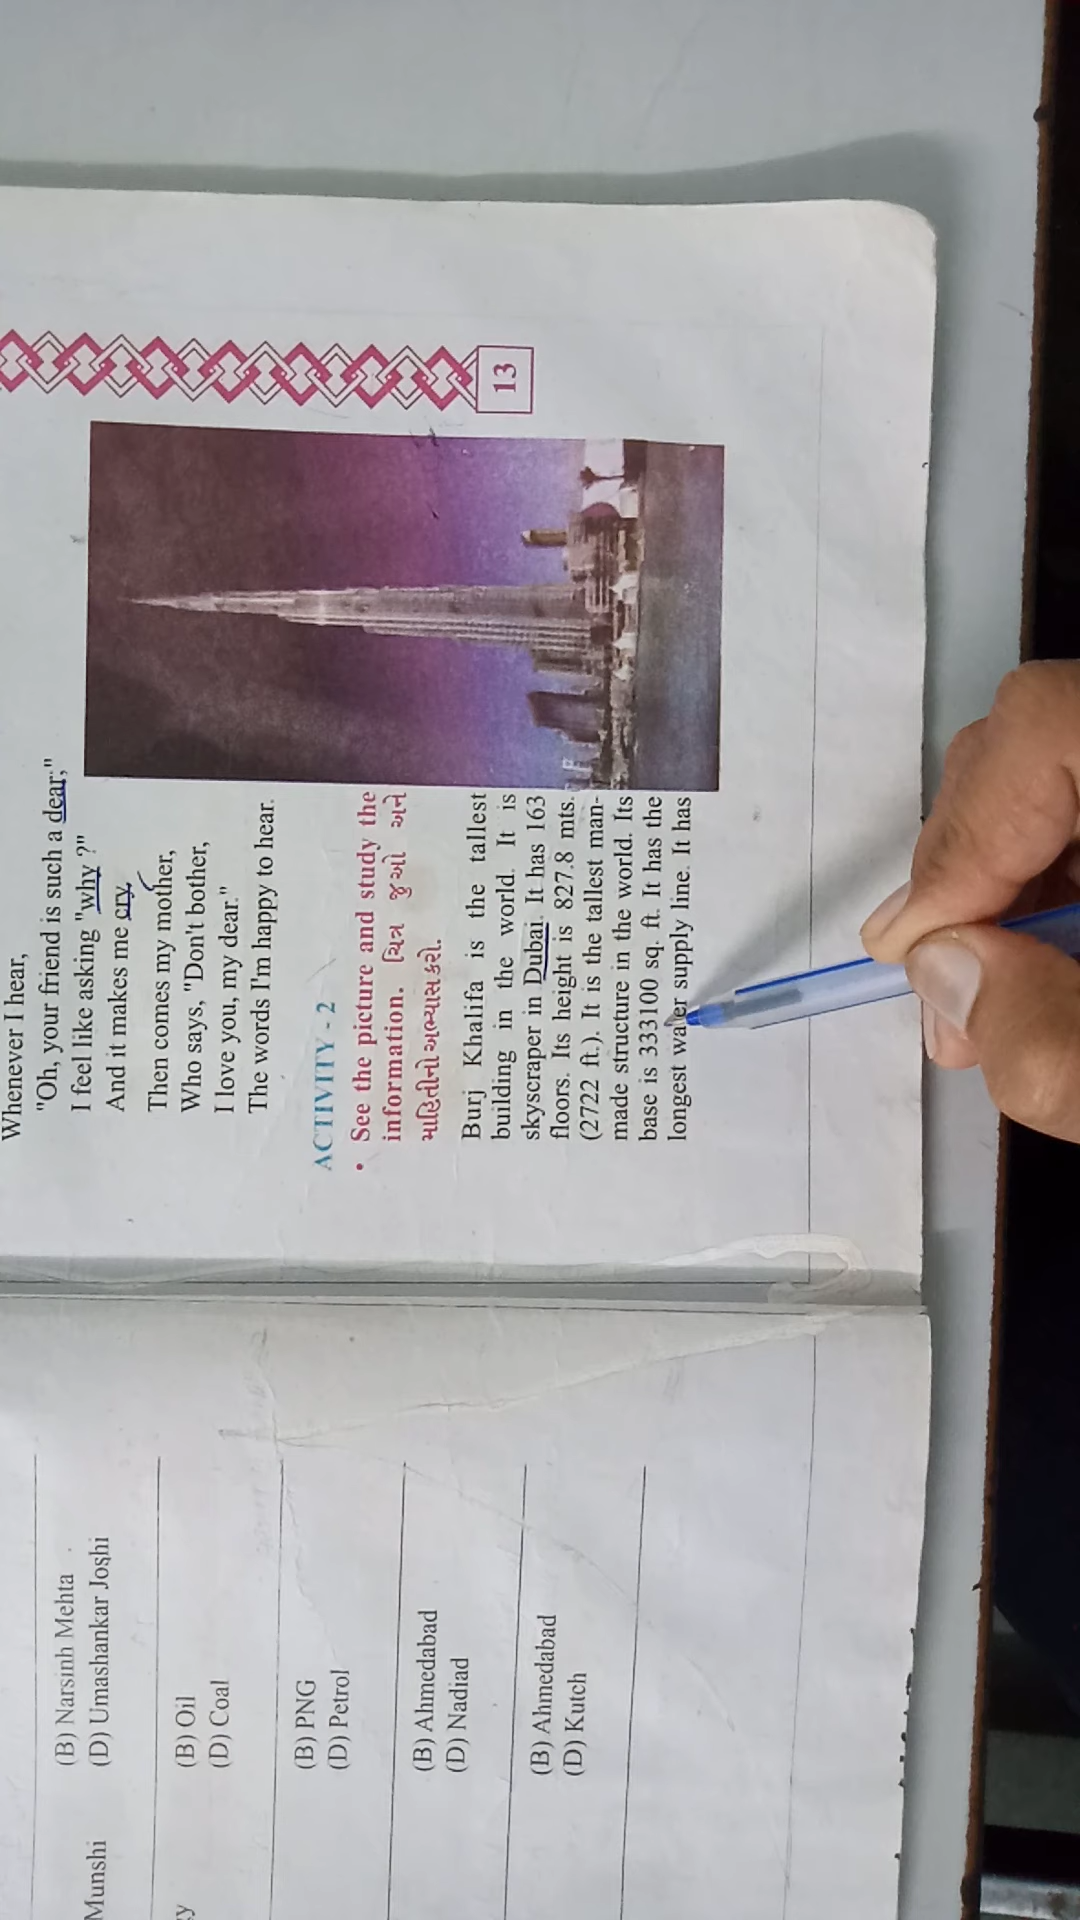 Munshi
(B) Narsinh Mehta
(D) Umashankar Joshi
(B) Oil
(D) Coal
(B) PNG
(D) Petrol
(B) Ahmedabad
(D) Nadiad
(B) Ahmedabad
(D) Kutch
Whenever I hear,
"Oh, your friend is such a dear;"
I feel like asking "why ?"
And it makes me cry.
Then comes my mother,
Who says, "Don't bother,
I love you, my dear."
The words I'm happy to hear.
ACTIVITY - 2
• See the picture and study the
information. ચિત્ર જુઓ અને
માહિતીનો અભ્યાસ કરો.
Burj Khalifa is the tallest
building in the world. It is
skyscraper in Dubai. It has 163
floors. Its height is 827.8 mts.
(2722 ft.). It is the tallest man-
made structure in the world. Its
base is 333100 sq. ft. It has the
longest water supply line. It has
13